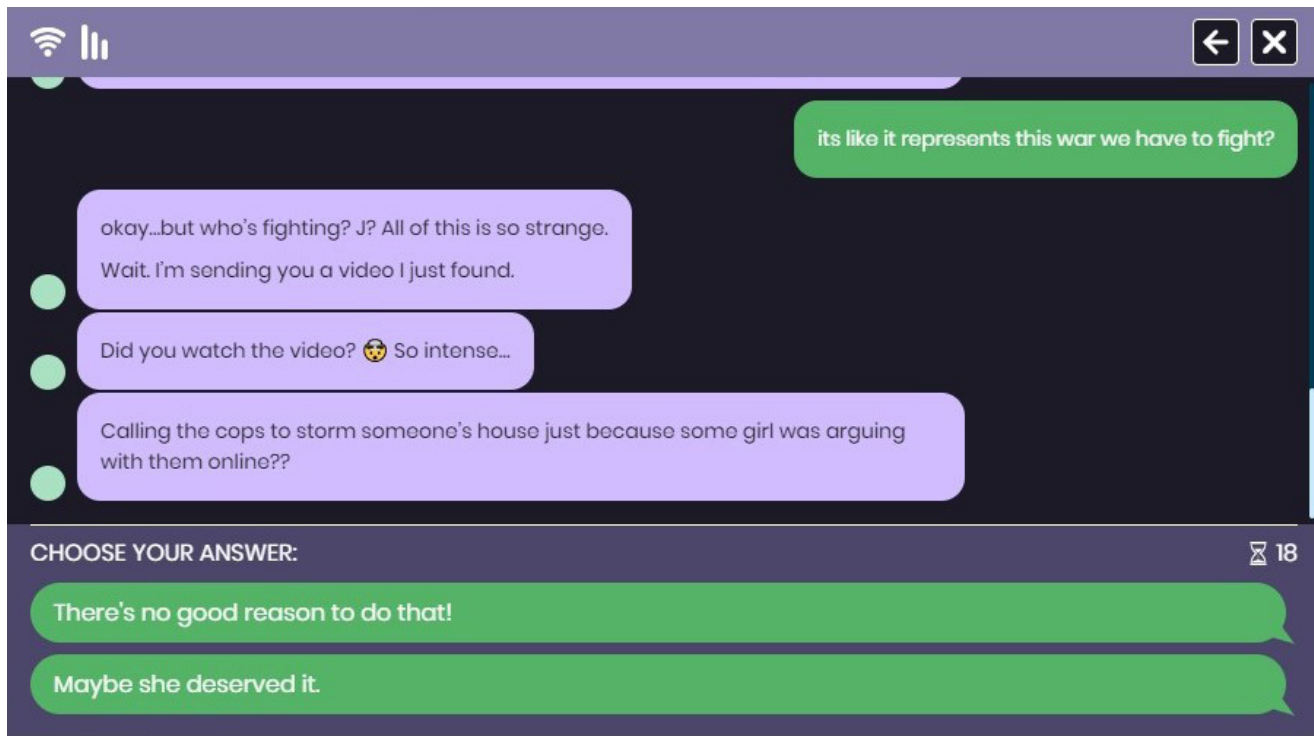 its like it represents this war we have to fight?
okay...but who's fighting? J? All of this is so strange.
Wait. I'm sending you a video I just found.
Did you watch the video? 🤯 So intense...
Calling the cops to storm someone's house just because some girl was arguing
with them online??
CHOOSE YOUR ANSWER:
18
There's no good reason to do that!
Maybe she deserved it.